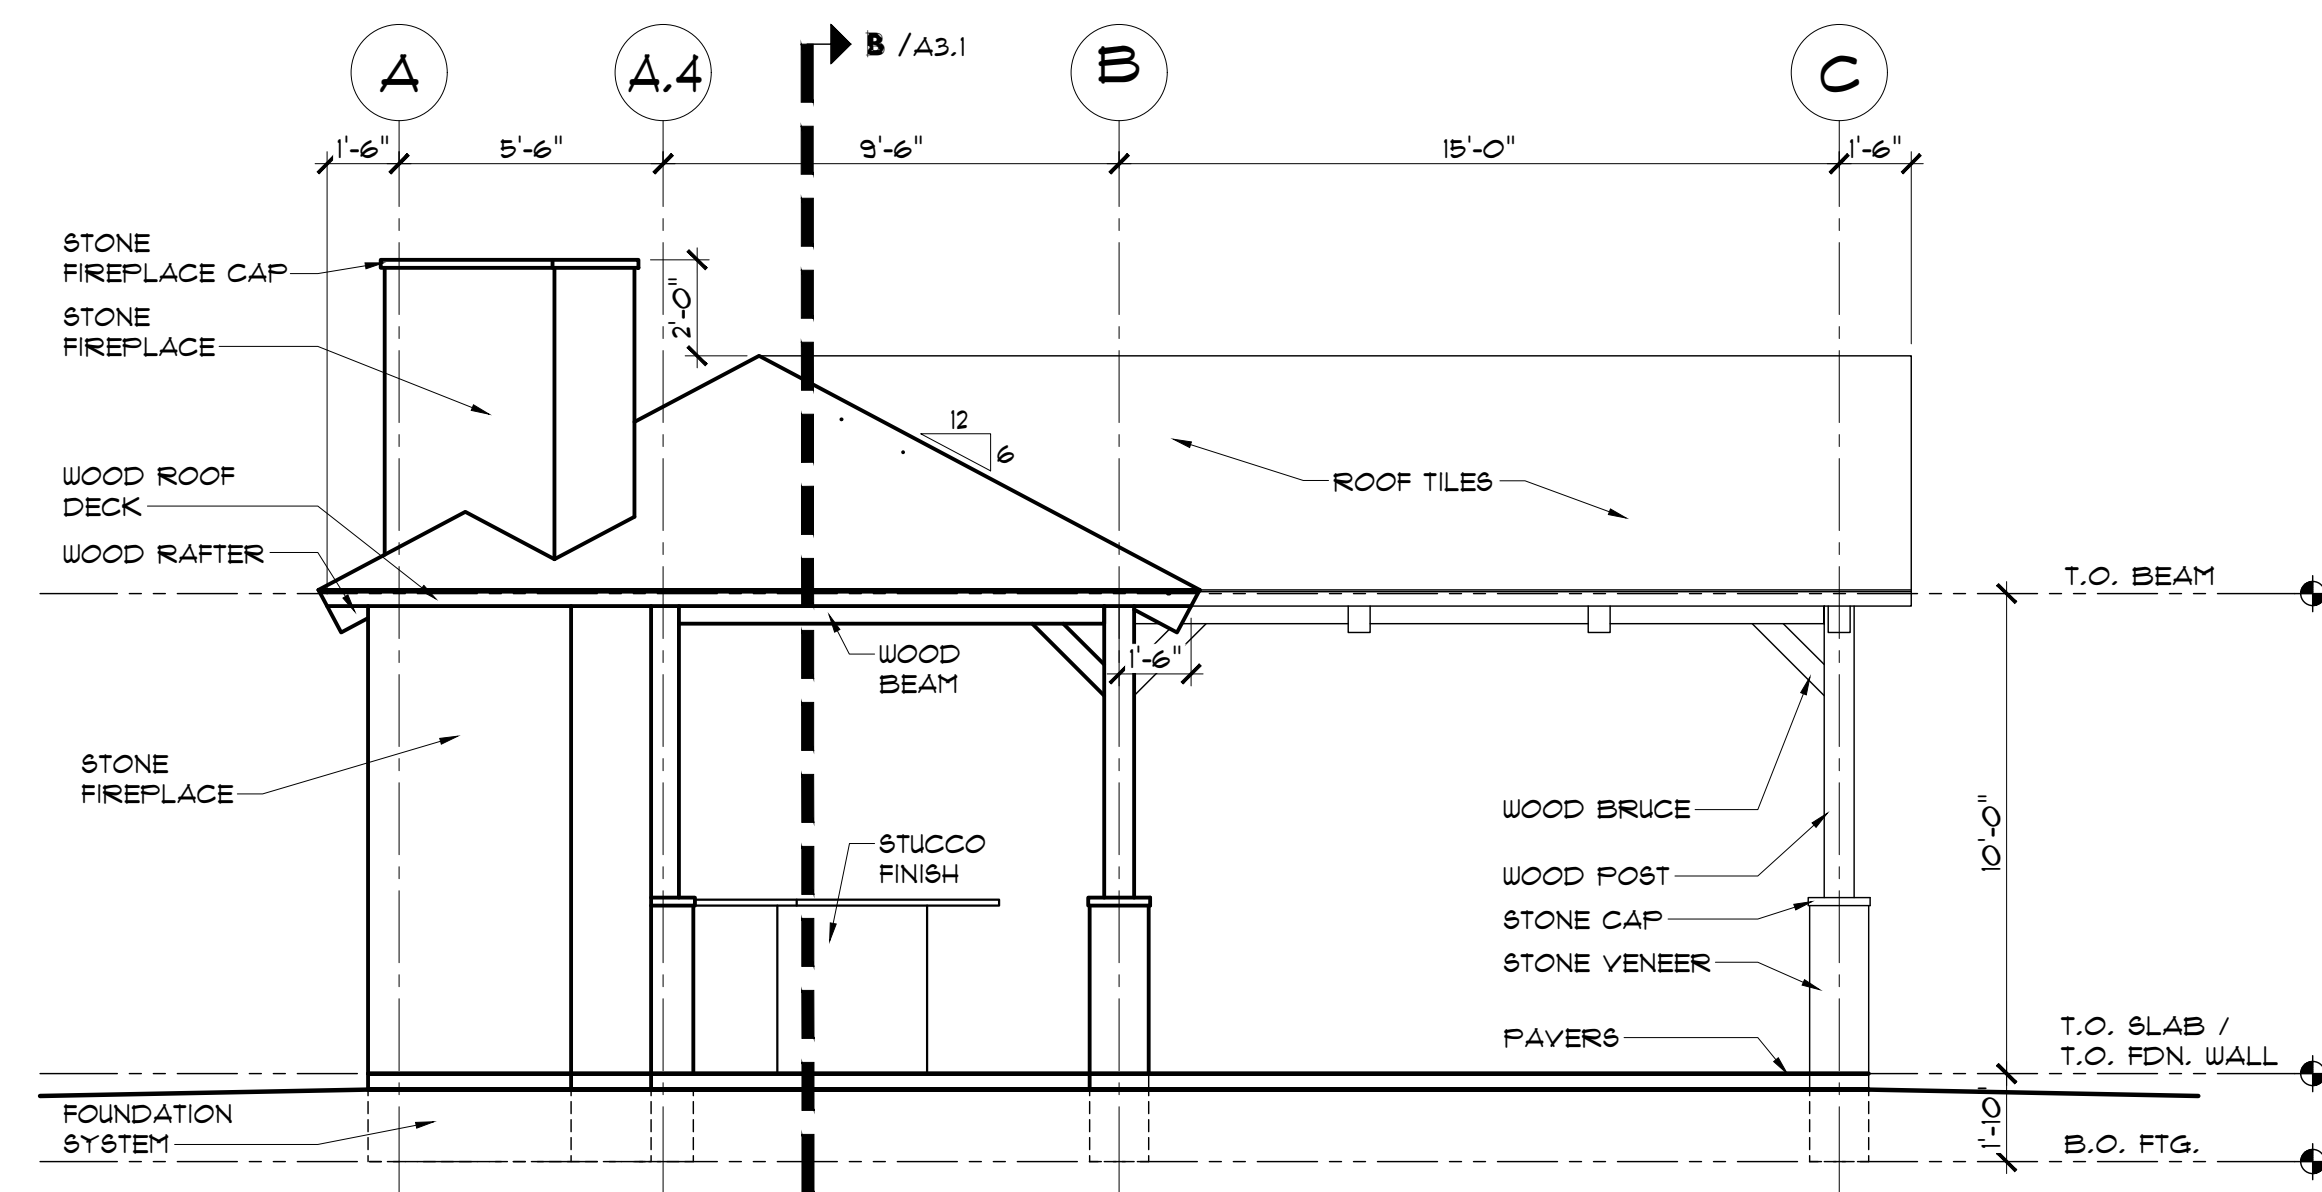 A
A.4
B /A3.1
B
C
1'-6"
5'-6"
9'-6"
15'-0"
1'-6"
STONE
FIREPLACE CAP
STONE
FIREPLACE
2'-0"
12
6
WOOD ROOF
DECK
ROOF TILES
WOOD RAFTER
T.O. BEAM
WOOD
BEAM
1'-6"
STONE
FIREPLACE
WOOD BRUCE
10'-0"
STUCCO
FINISH
WOOD POST
STONE CAP
STONE VENEER
PAVERS
T.O. SLAB /
T.O. FDN. WALL
FOUNDATION
SYSTEM
1'-10"
B.O. FTG.